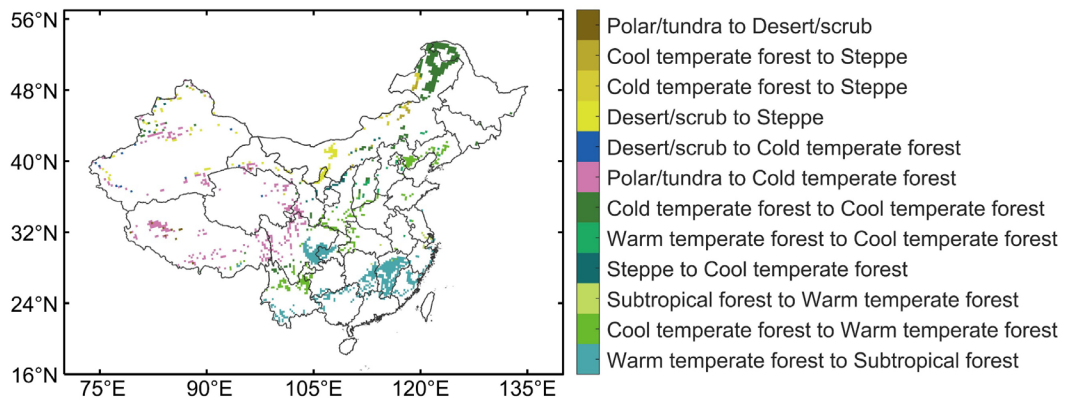 56°N
48°N
40°N
32°N
24°N
16°N
75°E
90°E
105°E
120°E
135°E
Polar/tundra to Desert/scrub
Cool temperate forest to Steppe
Cold temperate forest to Steppe
Desert/scrub to Steppe
Desert/scrub to Cold temperate forest
Polar/tundra to Cold temperate forest
Cold temperate forest to Cool temperate forest
Warm temperate forest to Cool temperate forest
Steppe to Cool temperate forest
Subtropical forest to Warm temperate forest
Cool temperate forest to Warm temperate forest
Warm temperate forest to Subtropical forest